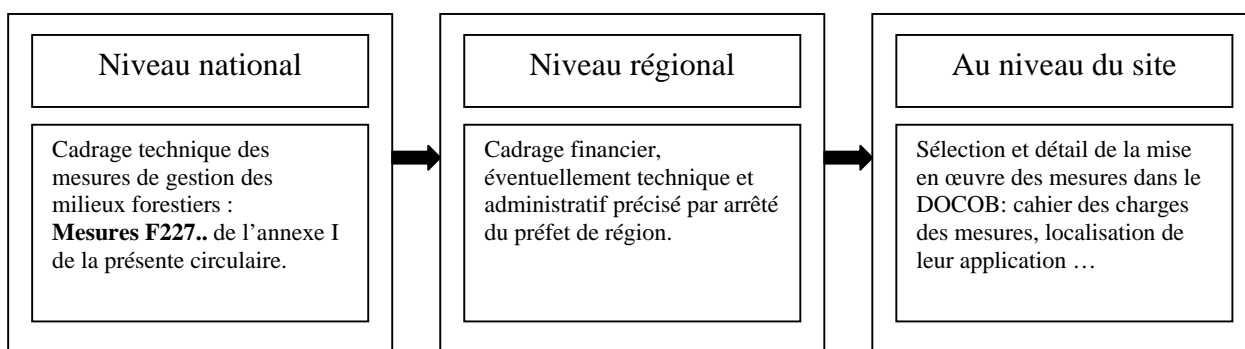 Niveau national
Cadrage technique des
mesures de gestion des
milieux forestiers :
Mesures F227.. de l'annexe I
de la présente circulaire.
Niveau régional
Cadrage financier,
éventuellement technique et
administratif précisé par arrêté
du préfet de région.
Au niveau du site
Sélection et détail de la mise
en œuvre des mesures dans le
DOCOB: cahier des charges
des mesures, localisation de
leur application …